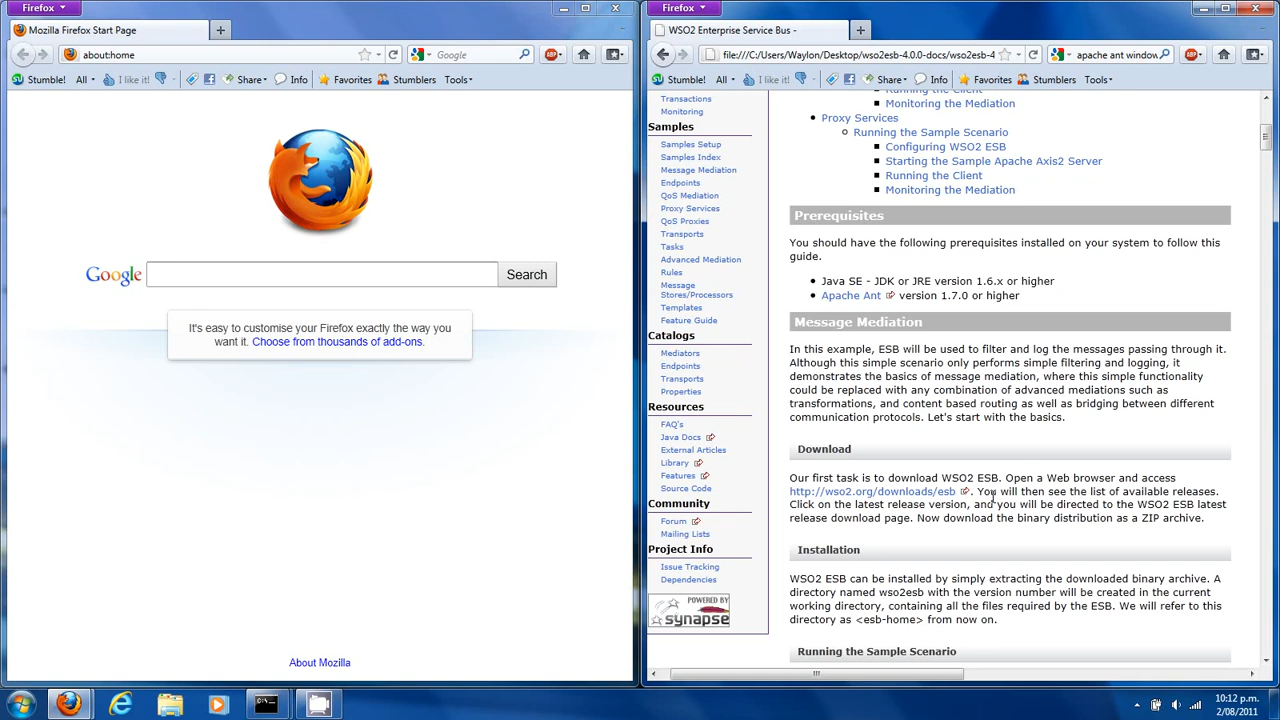 Firefox
Mozilla Firefox Start Page
about:home
Google
Stumble! All I like it! Share Info Favorites Stumblers Tools
Google Search
It's easy to customise your Firefox exactly the way you
want it. Choose from thousands of add-ons.
About Mozilla
Firefox
WSO2 Enterprise Service Bus -
file:///C:/Users/Waylon/Desktop/wso2esb-4.0.0-docs/wso2esb-4
apache ant window
Stumble! All I like it! Share Info Favorites Stumblers Tools
Transactions
Monitoring
Samples
Samples Setup
Samples Index
Message Mediation
Endpoints
QoS Mediation
Proxy Services
QoS Proxies
Transports
Tasks
Advanced Mediation
Rules
Message
Stores/Processors
Templates
Feature Guide
Catalogs
Mediators
Endpoints
Transports
Properties
Resources
FAQ's
Java Docs
External Articles
Library
Features
Source Code
Community
Forum
Mailing Lists
Project Info
Issue Tracking
Dependencies
POWERED BY
synapse
Running the Client
Monitoring the Mediation
Proxy Services
Running the Sample Scenario
Configuring WSO2 ESB
Starting the Sample Apache Axis2 Server
Running the Client
Monitoring the Mediation
Prerequisites
You should have the following prerequisites installed on your system to follow this
guide.
Java SE - JDK or JRE version 1.6.x or higher
Apache Ant version 1.7.0 or higher
Message Mediation
In this example, ESB will be used to filter and log the messages passing through it.
Although this simple scenario only performs simple filtering and logging, it
demonstrates the basics of message mediation, where this simple functionality
could be replaced with any combination of advanced mediations such as
transformations, and content based routing as well as bridging between different
communication protocols. Let's start with the basics.
Download
Our first task is to download WSO2 ESB. Open a Web browser and access
http://wso2.org/downloads/esb . You will then see the list of available releases.
Click on the latest release version, and you will be directed to the WSO2 ESB latest
release download page. Now download the binary distribution as a ZIP archive.
Installation
WSO2 ESB can be installed by simply extracting the downloaded binary archive. A
directory named wso2esb with the version number will be created in the current
working directory, containing all the files required by the ESB. We will refer to this
directory as <esb-home> from now on.
Running the Sample Scenario
10:12 p.m.
2/08/2011